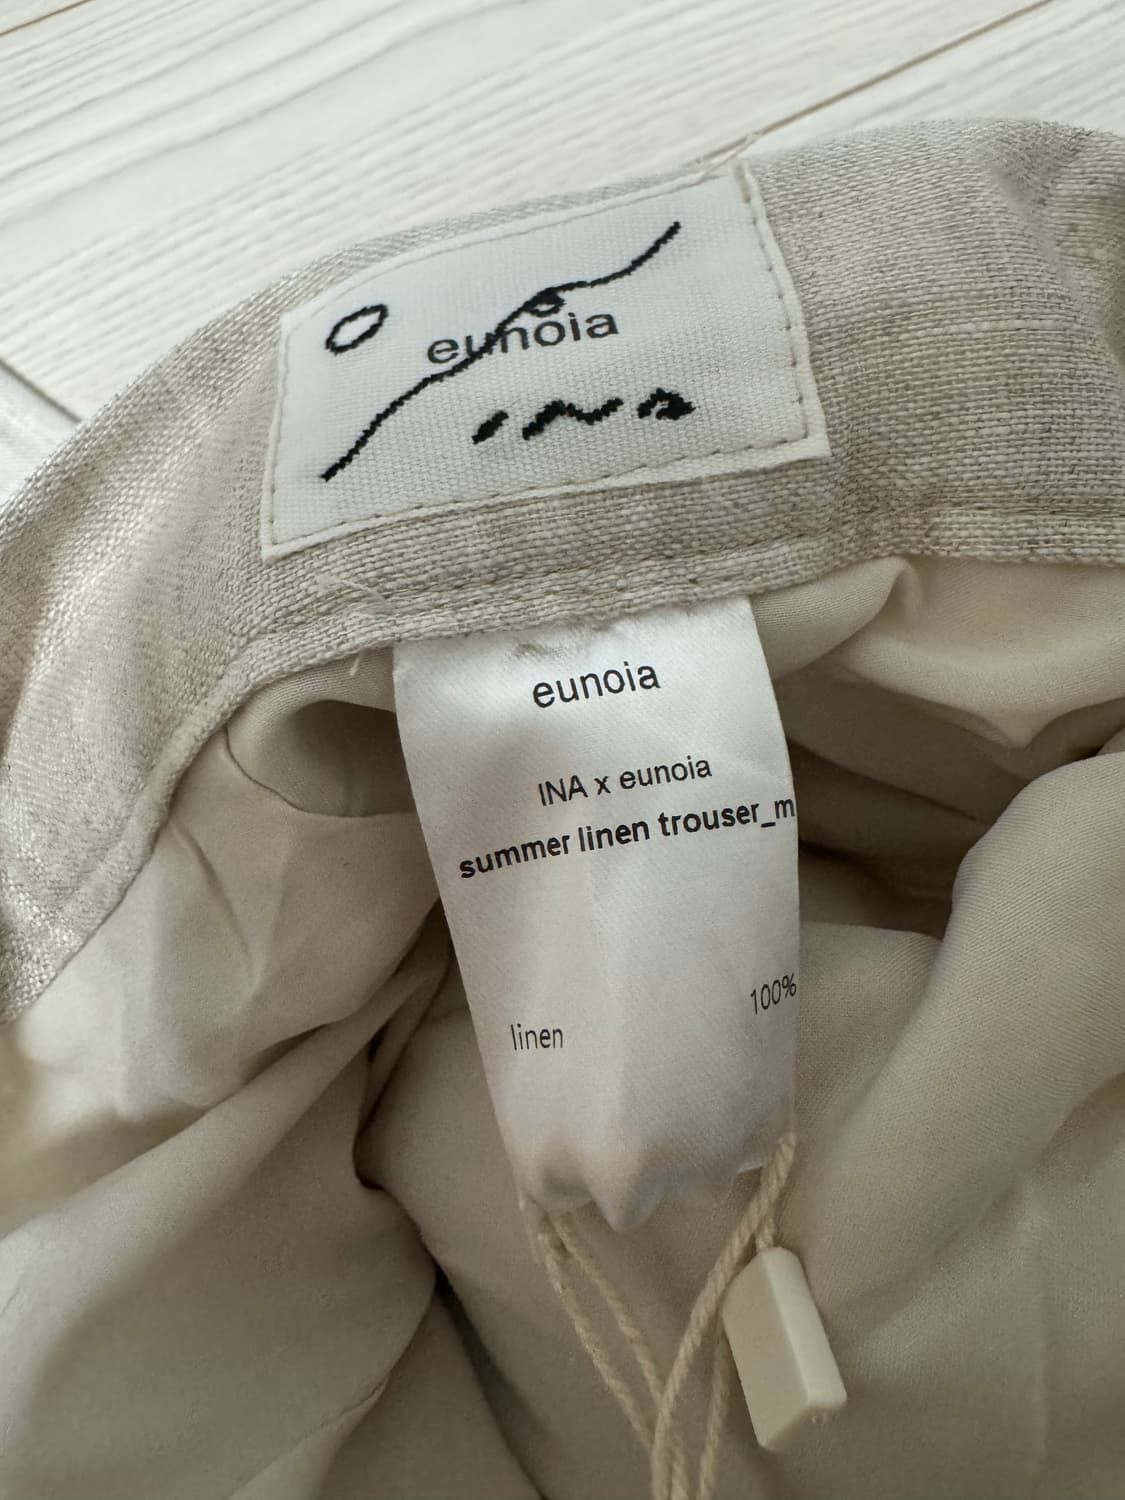 eunoia
INA
eunoia
INA x eunoia
summer linen trouser_m
100%
linen